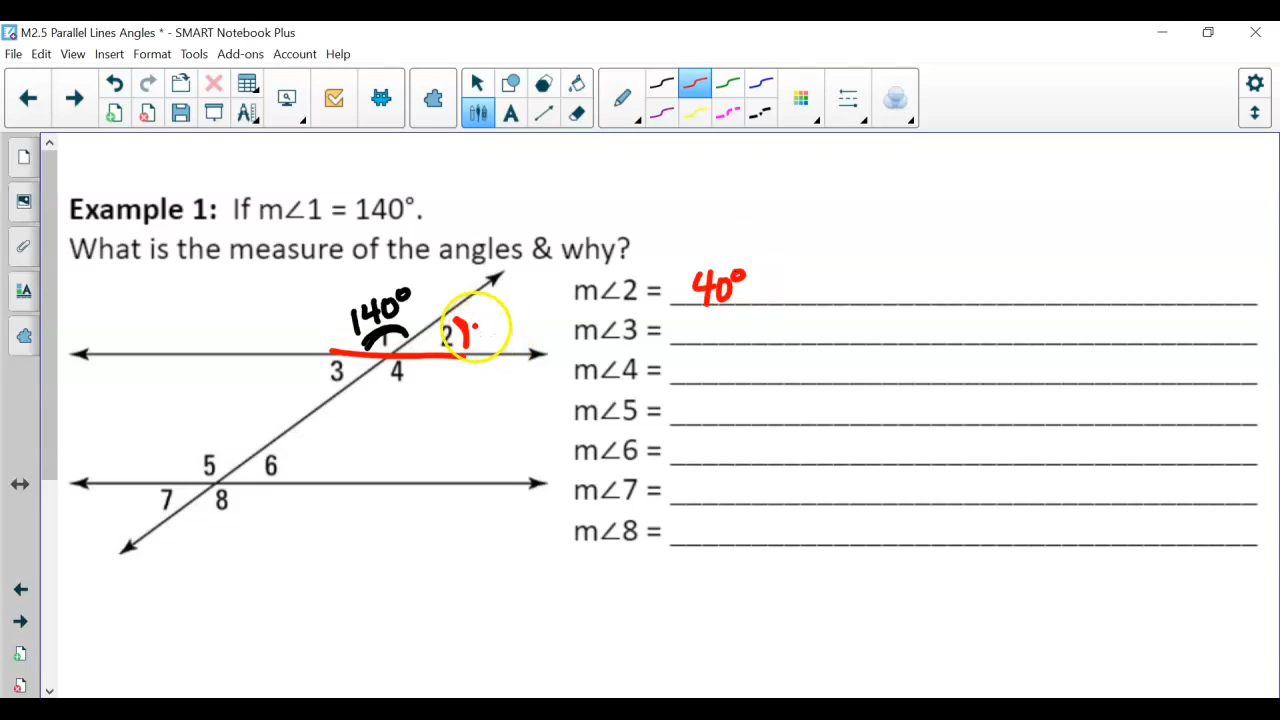 M2.5 Parallel Lines Angles * - SMART Notebook Plus
File Edit View Insert Format Tools Add-ons Account Help
Example 1: If m∠1 = 140°.
What is the measure of the angles & why?
140°
1 2
3 4
5 6
7 8
m∠2 = 40°
m∠3 =
m∠4 =
m∠5 =
m∠6 =
m∠7 =
m∠8 =